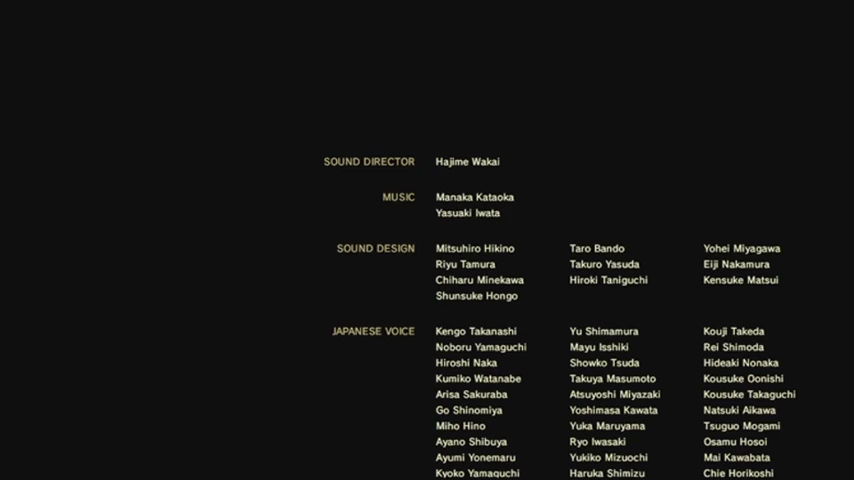 SOUND DIRECTOR Hajime Wakai
MUSIC Manaka Kataoka
Yasuaki Iwata
SOUND DESIGN Mitsuhiro Hikino Taro Bando Yohei Miyagawa
Riyu Tamura Takuro Yasuda Eiji Nakamura
Chiharu Minekawa Hiroki Taniguchi Kensuke Matsui
Shunsuke Hongo
JAPANESE VOICE Kengo Takanashi Yu Shimamura Kouji Takeda
Noboru Yamaguchi Mayu Isshiki Rei Shimoda
Hiroshi Naka Showko Tsuda Hideaki Nonaka
Kumiko Watanabe Takuya Masumoto Kousuke Oonishi
Arisa Sakuraba Atsuyoshi Miyazaki Kousuke Takaguchi
Go Shinomiya Yoshimasa Kawata Natsuki Aikawa
Miho Hino Yuka Maruyama Tsuguo Mogami
Ayano Shibuya Ryo Iwasaki Osamu Hosoi
Ayumi Yonemaru Yukiko Mizuochi Mai Kawabata
Kyoko Yamaguchi Haruka Shimizu Chie Horikoshi